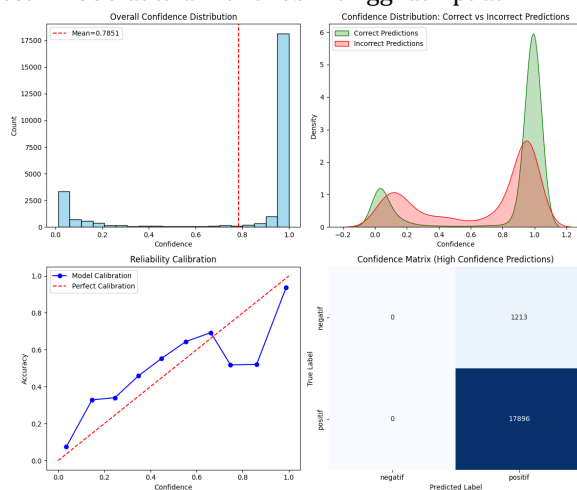 Overall Confidence Distribution
Mean=0.7851
17500
15000
12500
10000
7500
5000
2500
0
Count
0.0 0.2 0.4 0.6 0.8 1.0
Confidence
Confidence Distribution: Correct vs Incorrect Predictions
Correct Predictions
Incorrect Predictions
6
5
4
3
2
1
0
Density
−0.2 0.0 0.2 0.4 0.6 0.8 1.0 1.2
Confidence
Reliability Calibration
Model Calibration
Perfect Calibration
1.0
0.8
0.6
0.4
0.2
0.0
Accuracy
0.0 0.2 0.4 0.6 0.8 1.0
Confidence
Confidence Matrix (High Confidence Predictions)
negatif
positif
True Label
0 1213
0 17896
negatif positif
Predicted Label